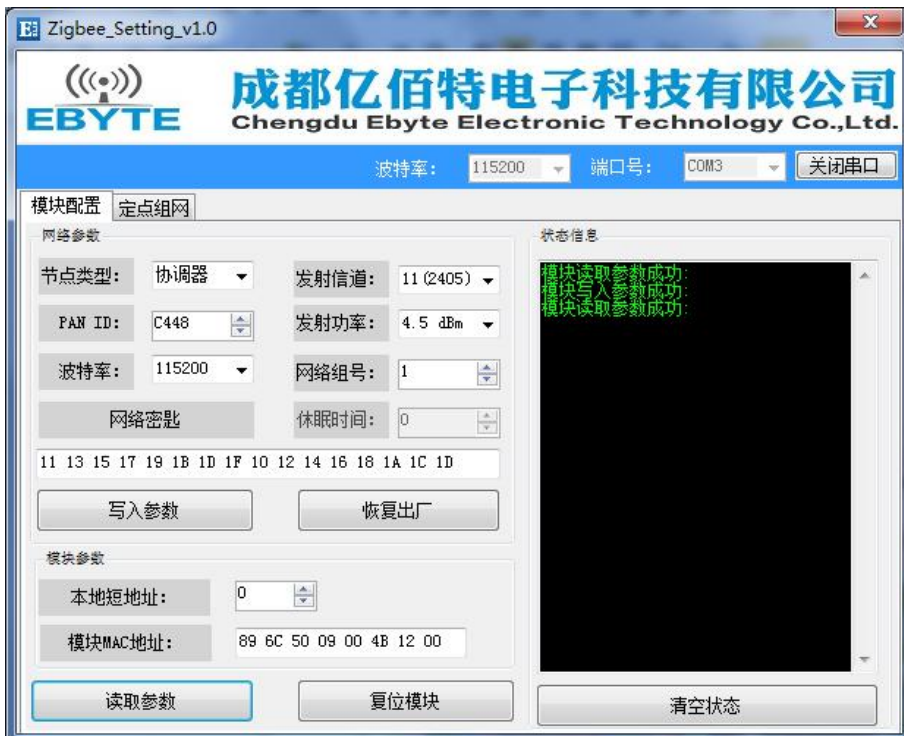 Zigbee_Setting_v1.0
EBYTE
成都亿佰特电子科技有限公司
Chengdu Ebyte Electronic Technology Co.,Ltd.
波特率: 115200 端口号: COM3 关闭串口
模块配置 定点组网
网络参数
节点类型: 协调器 发射信道: 11(2405)
PAN ID: C448 发射功率: 4.5 dBm
波特率: 115200 网络组号: 1
网络密匙 休眠时间: 0
11 13 15 17 19 1B 1D 1F 10 12 14 16 18 1A 1C 1D
写入参数 恢复出厂
模块参数
本地短地址: 0
模块MAC地址: 89 6C 50 09 00 4B 12 00
读取参数 复位模块
状态信息
模块读取参数成功:
模块写入参数成功:
模块读取参数成功:
清空状态